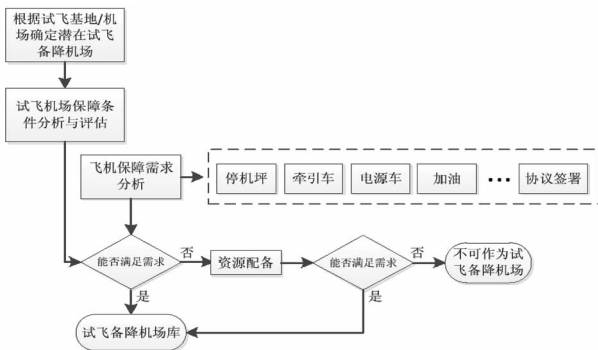 根据试飞基地/机
场确定潜在试飞
备降机场
试飞机场保障条
件分析与评估
飞机保障需求
分析
停机坪
牵引车
电源车
加油
•••
协议签署
能否满足需求
否
资源配备
能否满足需求
否
不可作为试
飞备降机场
是
是
试飞备降机场库